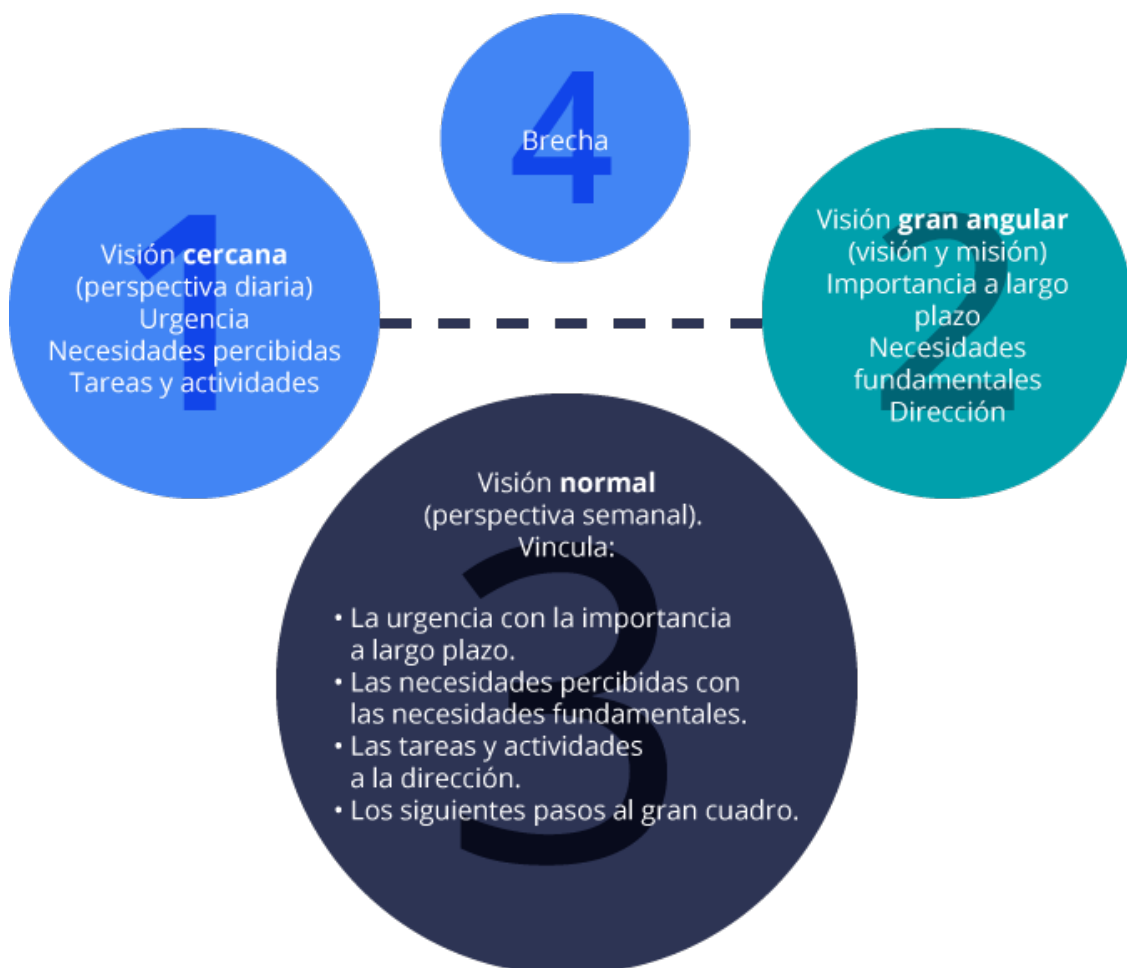 4
Brecha
1
Visión cercana
(perspectiva diaria)
Urgencia
Necesidades percibidas
Tareas y actividades
2
Visión gran angular
(visión y misión)
Importancia a largo
plazo
Necesidades
fundamentales
Dirección
3
Visión normal
(perspectiva semanal).
Vincula:
• La urgencia con la importancia
a largo plazo.
• Las necesidades percibidas con
las necesidades fundamentales.
• Las tareas y actividades
a la dirección.
• Los siguientes pasos al gran cuadro.